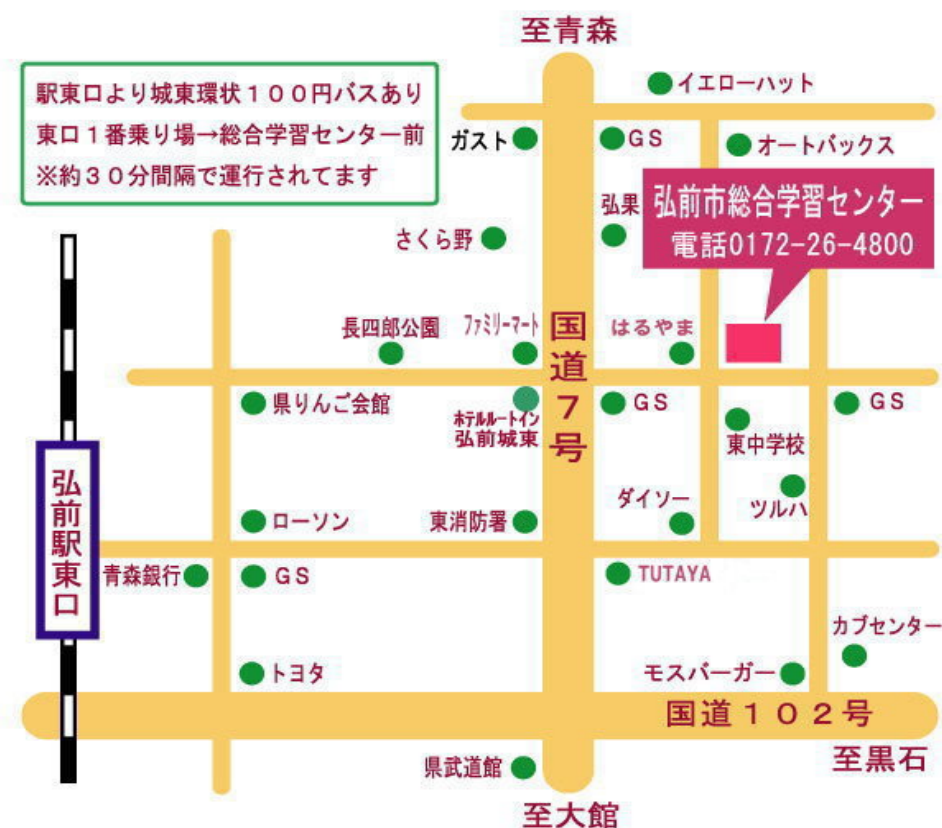 至青森
駅東口より城東環状１００円バスあり
東口１番乗り場→総合学習センター前
※約３０分間隔で運行されてます
イエローハット
ガスト
ＧＳ
オートバックス
弘果
弘前市総合学習センター
電話0172-26-4800
さくら野
長四郎公園
ファミリーマート
国道７号
はるやま
県りんご会館
ホテルルートイン
弘前城東
ＧＳ
ＧＳ
東中学校
弘前駅東口
ローソン
東消防署
ダイソー
ツルハ
青森銀行
ＧＳ
TUTAYA
カブセンター
トヨタ
モスバーガー
国道１０２号
県武道館
至黒石
至大館